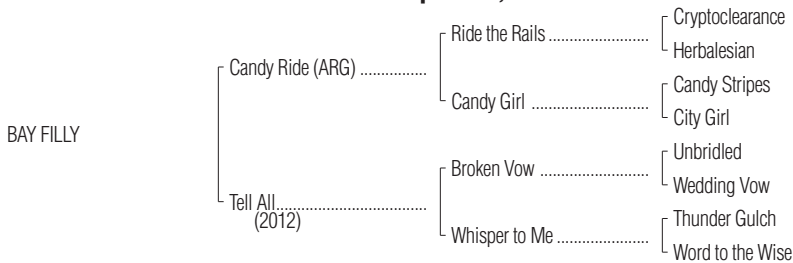 Cryptoclearance
Ride the Rails ........................
Herbalesian
Candy Ride (ARG) ................
Candy Stripes
Candy Girl ............................
City Girl
BAY FILLY
Unbridled
Broken Vow ..........................
Wedding Vow
Tell All....................................
(2012)
Thunder Gulch
Whisper to Me ......................
Word to the Wise